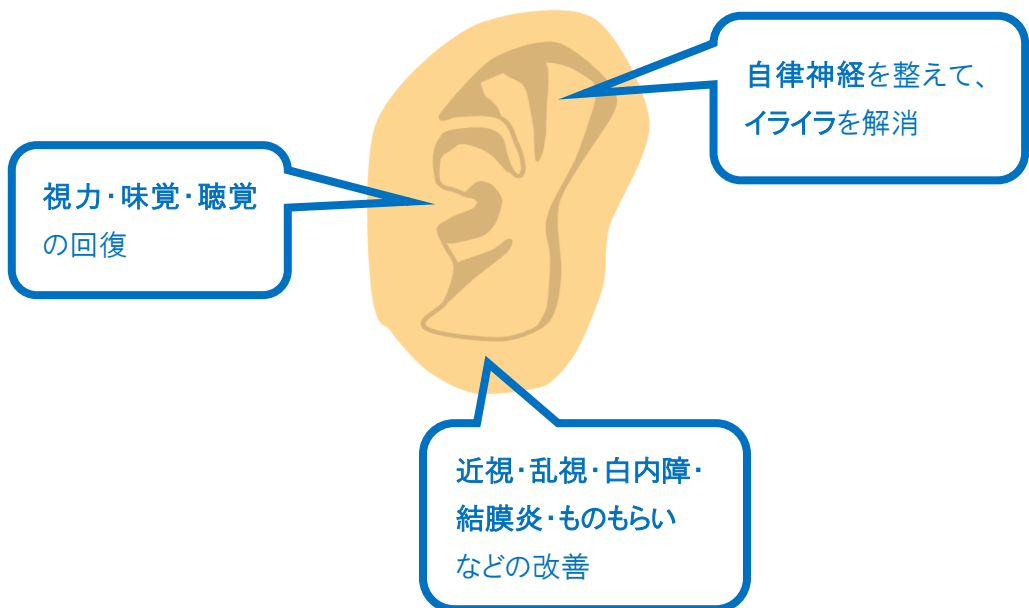 自律神経を整えて、
イライラを解消
視力・味覚・聴覚
の回復
近視・乱視・白内障・
結膜炎・ものもらい
などの改善